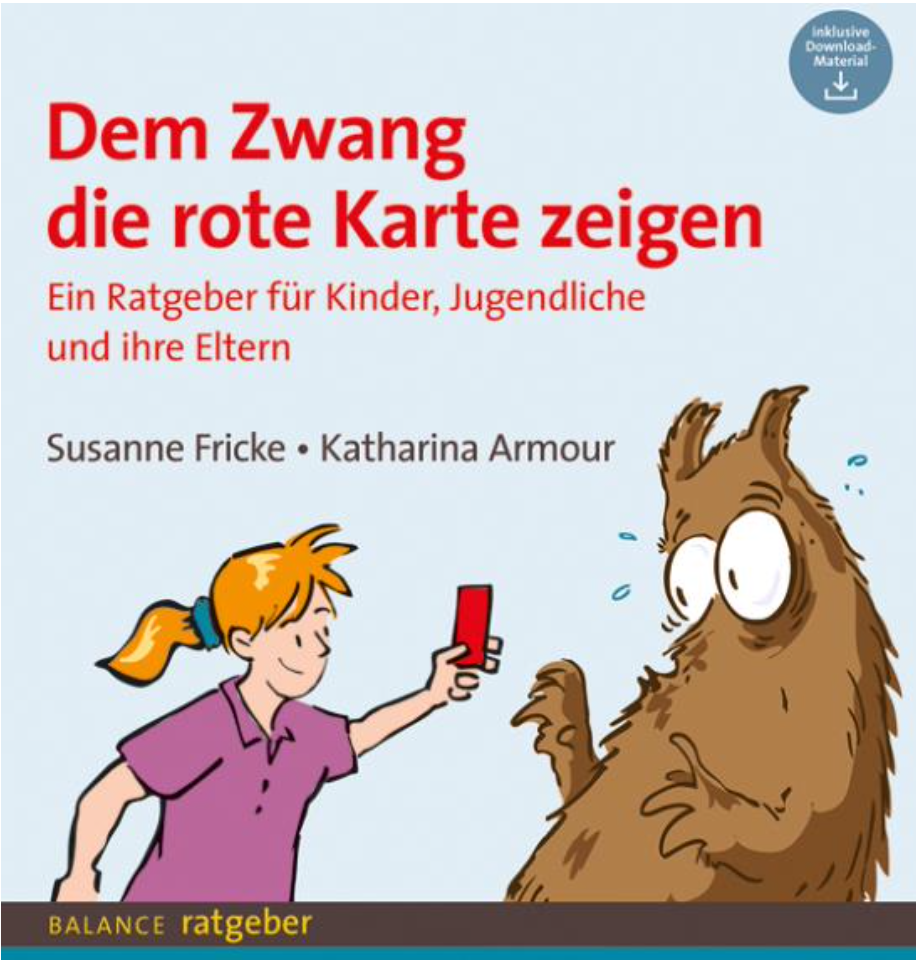 inklusive
Download-
Material
Dem Zwang
die rote Karte zeigen
Ein Ratgeber für Kinder, Jugendliche
und ihre Eltern
Susanne Fricke • Katharina Armour
BALANCE ratgeber